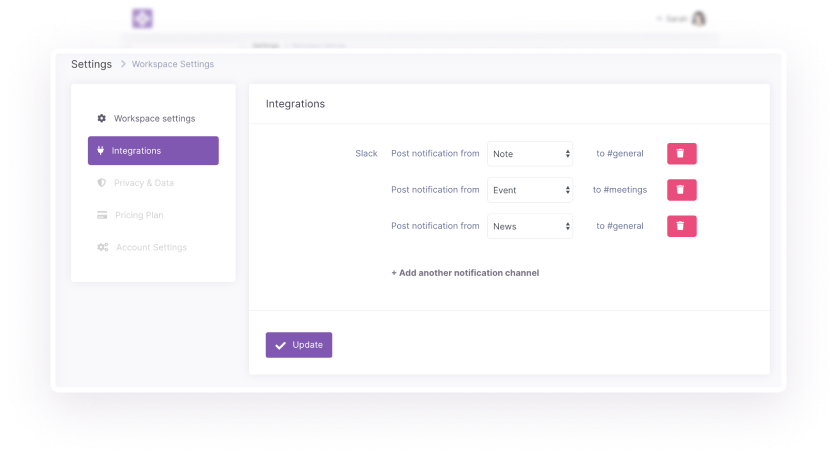 Settings > Workspace Settings
Workspace settings
Integrations
Privacy & Data
Pricing Plan
Account Settings
Integrations
Slack Post notification from Note to #general
Post notification from Event to #meetings
Post notification from News to #general
+ Add another notification channel
Update